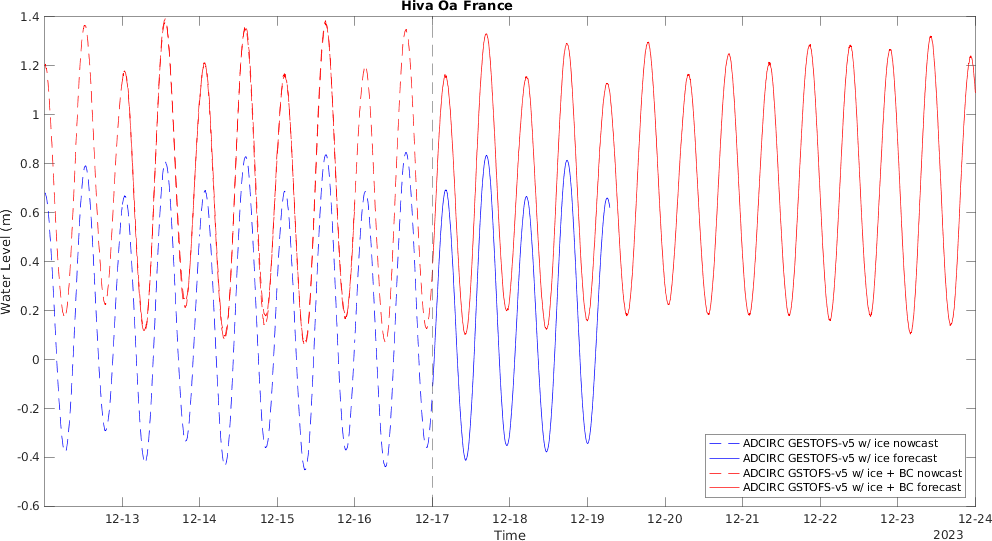 Hiva Oa France
Water Level (m)
1.4
1.2
1
0.8
0.6
0.4
0.2
0
-0.2
-0.4
-0.6
ADCIRC GESTOFS-v5 w/ ice nowcast
ADCIRC GESTOFS-v5 w/ ice forecast
ADCIRC GSTOFS-v5 w/ ice + BC nowcast
ADCIRC GSTOFS-v5 w/ ice + BC forecast
12-13 12-14 12-15 12-16 12-17 12-18 12-19 12-20 12-21 12-22 12-23 12-24
Time
2023